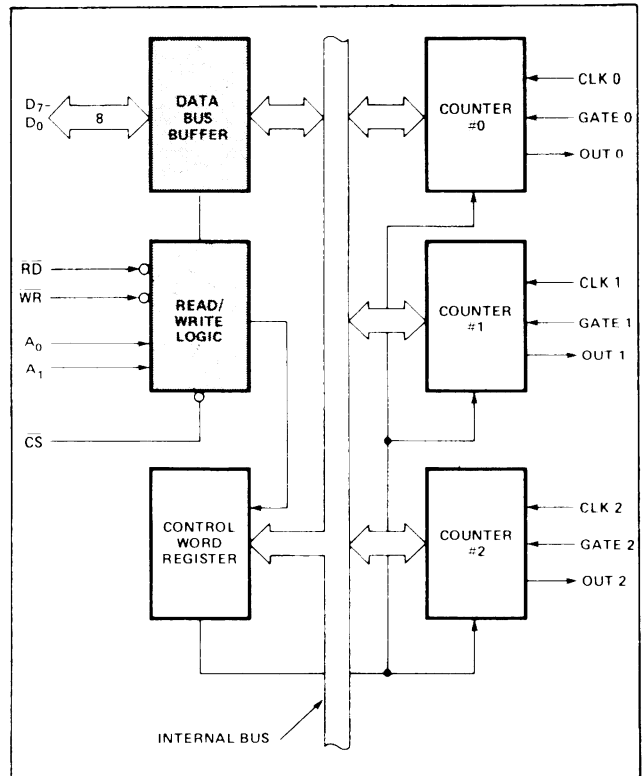 D7-
D0
8
DATA
BUS
BUFFER
RD
WR
A0
A1
CS
READ/
WRITE
LOGIC
CONTROL
WORD
REGISTER
INTERNAL BUS
COUNTER
#0
CLK 0
GATE 0
OUT 0
COUNTER
#1
CLK 1
GATE 1
OUT 1
COUNTER
#2
CLK 2
GATE 2
OUT 2